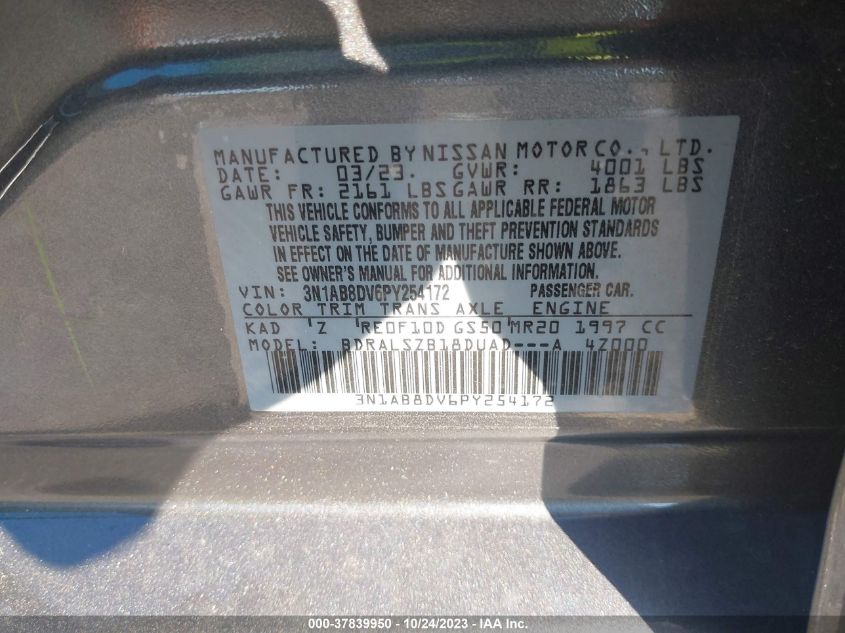 MANUFACTURED BY NISSAN MOTOR CO., LTD.
DATE: 03/23. GVWR: 4001 LBS
GAWR FR: 2161 LBS GAWR RR: 1863 LBS
THIS VEHICLE CONFORMS TO ALL APPLICABLE FEDERAL MOTOR
VEHICLE SAFETY, BUMPER AND THEFT PREVENTION STANDARDS
IN EFFECT ON THE DATE OF MANUFACTURE SHOWN ABOVE.
SEE OWNER'S MANUAL FOR ADDITIONAL INFORMATION.
VIN: 3N1AB8DV6PY254172 PASSENGER CAR.
COLOR TRIM TRANS AXLE ENGINE
KAD 'Z 'RE0F10D GS50 'MR20 1997 CC
MODEL: BDRALSZB18DUAD---A 4Z000
3N1AB8DV6PY254172
000-37839950 - 10/24/2023 - © IAA, Inc.